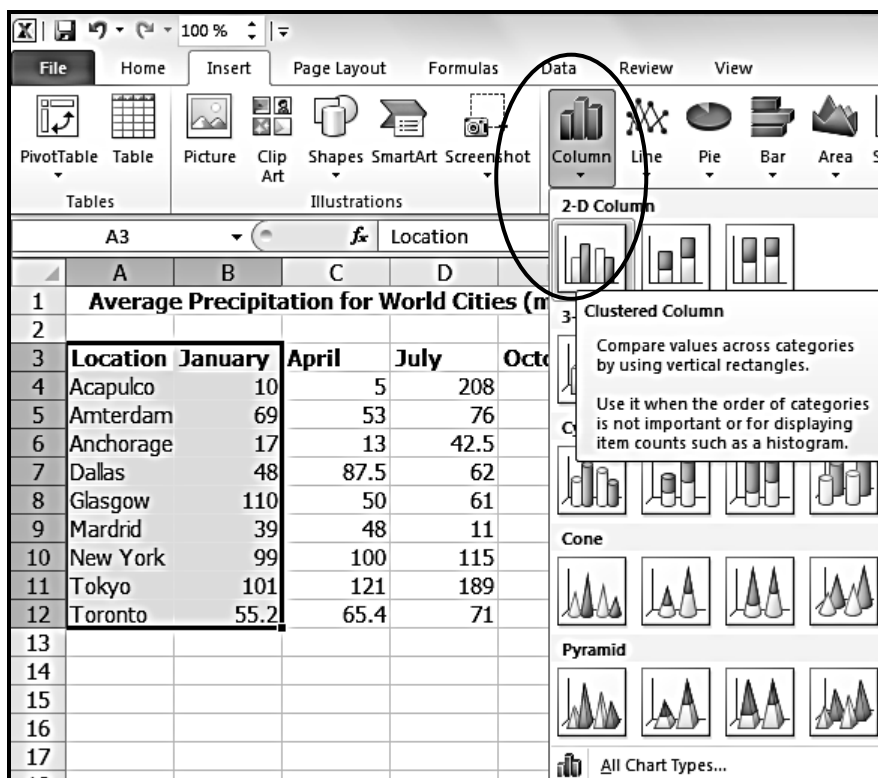 100 %
File Home Insert Page Layout Formulas Data Review View
PivotTable Table Picture Clip Art Shapes SmartArt Screenshot Column Line Pie Bar Area
Tables Illustrations
A3 fx Location
A B C D
1 Average Precipitation for World Cities (m
2
3 Location January April July Octo
4 Acapulco 10 5 208
5 Amterdam 69 53 76
6 Anchorage 17 13 42.5
7 Dallas 48 87.5 62
8 Glasgow 110 50 61
9 Mardrid 39 48 11
10 New York 99 100 115
11 Tokyo 101 121 189
12 Toronto 55.2 65.4 71
13
14
15
16
17
2-D Column
3-
Clustered Column
Compare values across categories
by using vertical rectangles.
Use it when the order of categories
is not important or for displaying
item counts such as a histogram.
Cy
Cone
Pyramid
All Chart Types...